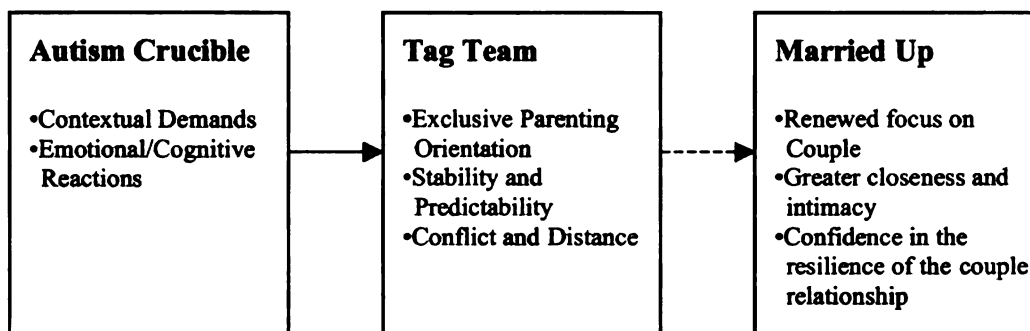 Autism Crucible
•Contextual Demands
•Emotional/Cognitive
Reactions
Tag Team
•Exclusive Parenting
Orientation
•Stability and
Predictability
•Conflict and Distance
Married Up
•Renewed focus on
Couple
•Greater closeness and
intimacy
•Confidence in the
resilience of the couple
relationship